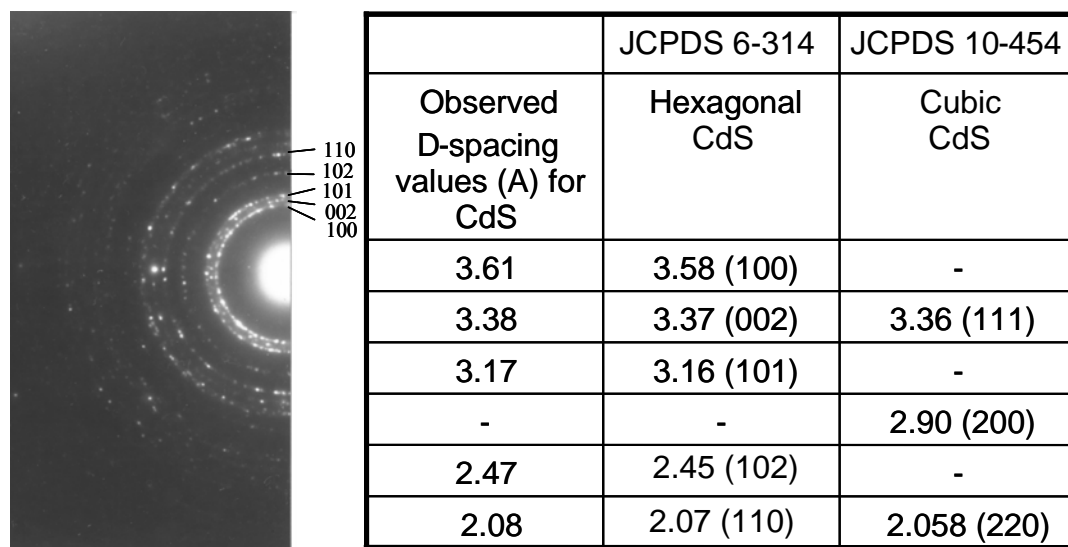 110
102
101
002
100
JCPDS 6-314 JCPDS 10-454
Observed
D-spacing
values (A) for
CdS
Hexagonal
CdS
Cubic
CdS
3.61 3.58 (100) -
3.38 3.37 (002) 3.36 (111)
3.17 3.16 (101) -
- - 2.90 (200)
2.47 2.45 (102) -
2.08 2.07 (110) 2.058 (220)